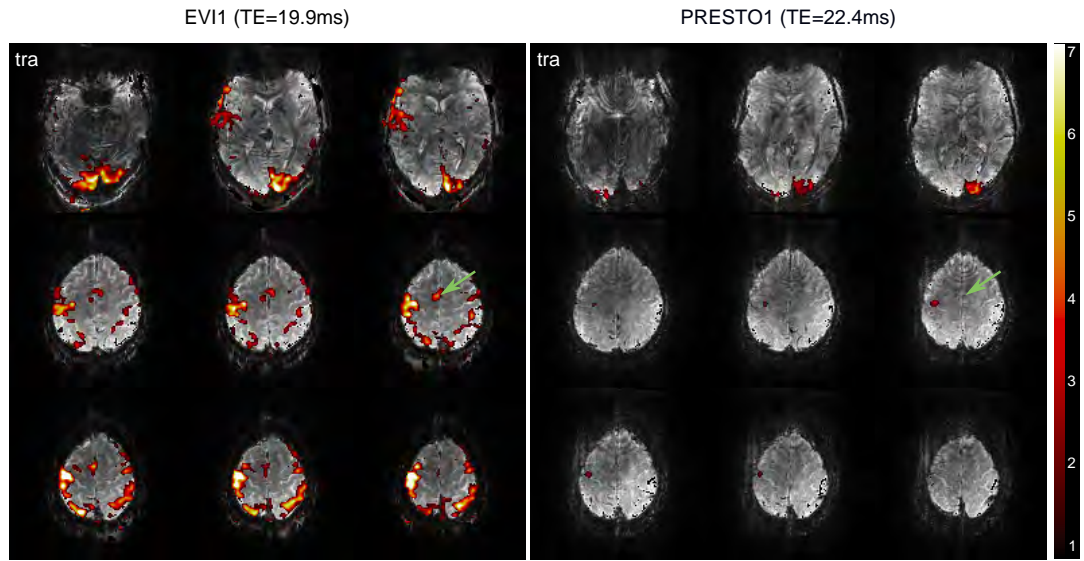 EVI1 (TE=19.9ms)
PRESTO1 (TE=22.4ms)
tra
tra
7
6
5
4
3
2
1